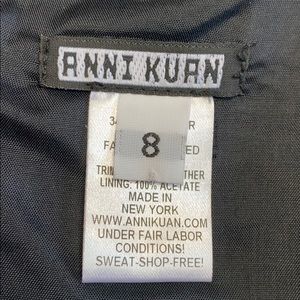 ANNI KUAN
8
LINING: 100% ACETATE
MADE IN
NEW YORK
WWW.ANNIKUAN.COM
UNDER FAIR LABOR
CONDITIONS!
SWEAT-SHOP-FREE!